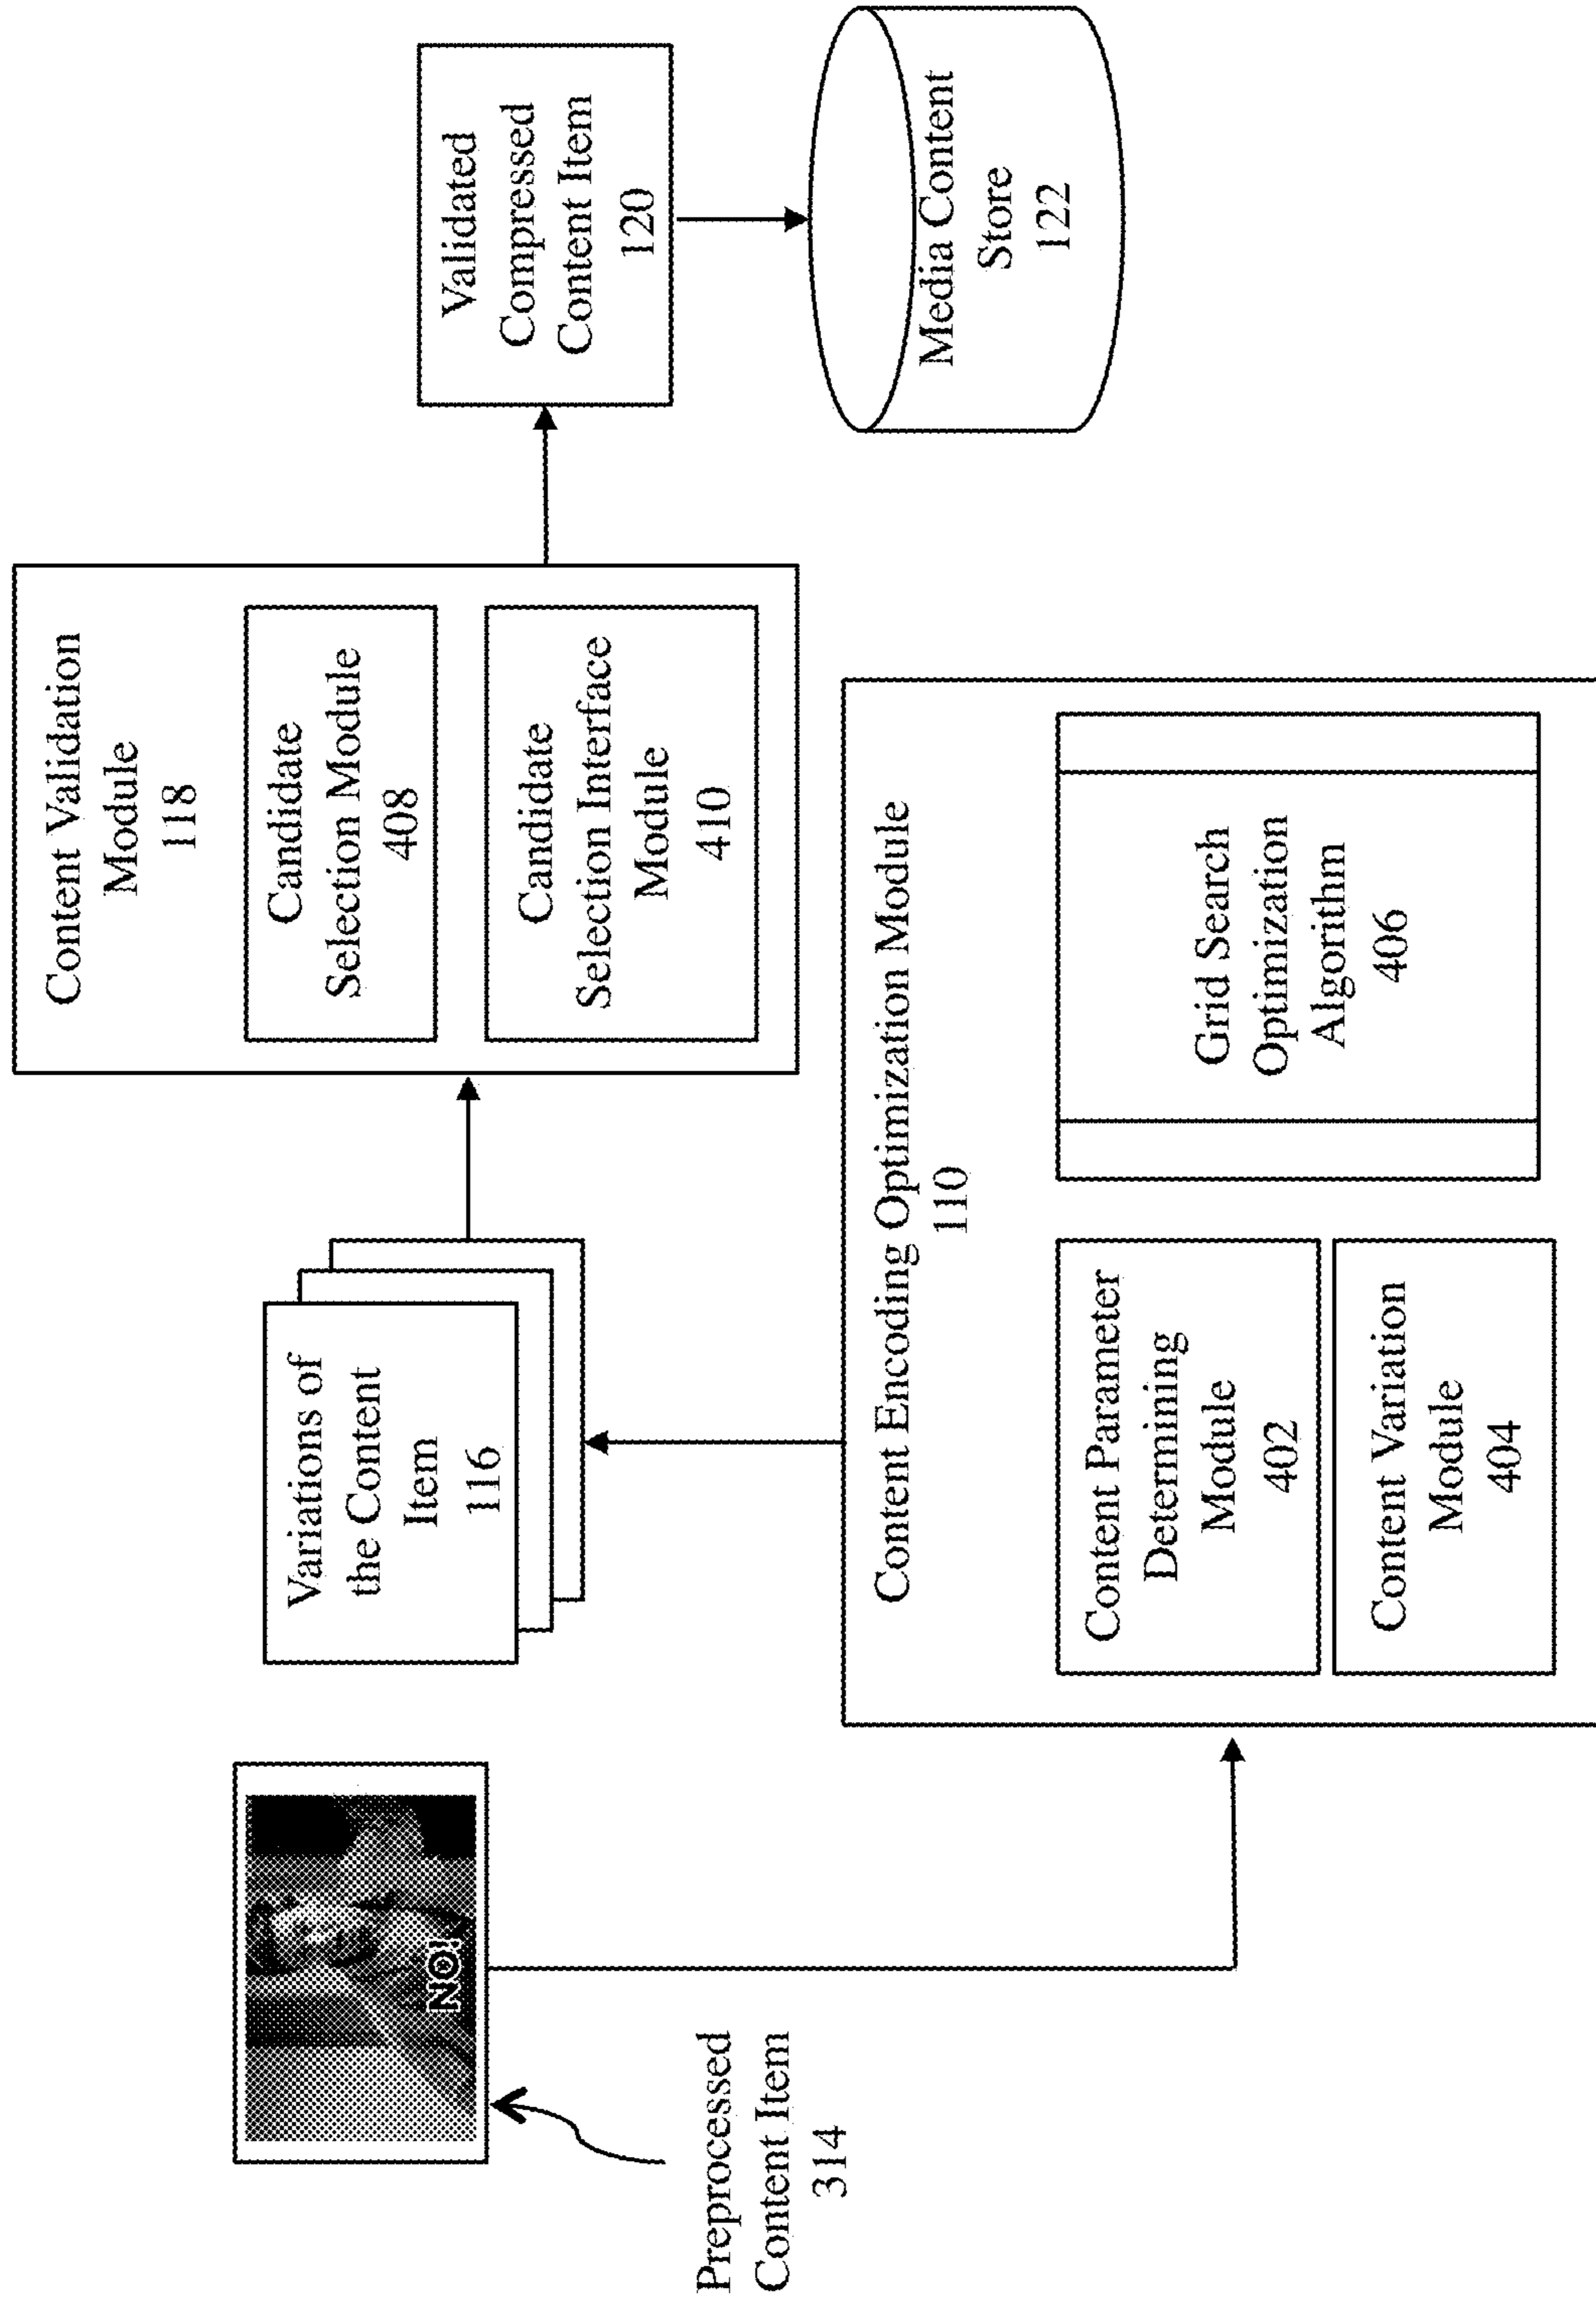 Preprocessed
Content Item
314
NO!
Variations of
the Content
Item
116
Content Encoding Optimization Module
110
Content Parameter
Determining
Module
402
Content Variation
Module
404
Grid Search
Optimization
Algorithm
406
Content Validation
Module
118
Candidate
Selection Module
408
Candidate
Selection Interface
Module
410
Validated
Compressed
Content Item
120
Media Content
Store
122